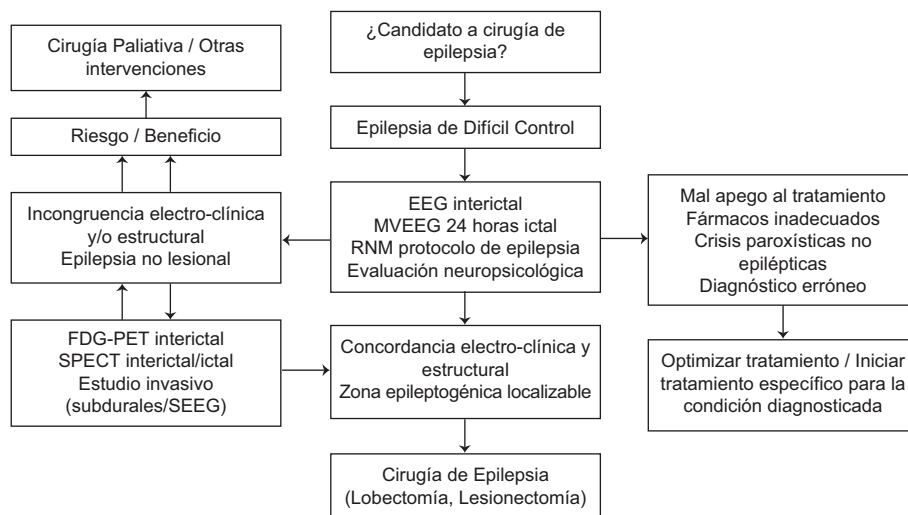 ¿Candidato a cirugía de
epilepsia?
Epilepsia de Difícil Control
EEG interictal
MVEEG 24 horas ictal
RNM protocolo de epilepsia
Evaluación neuropsicológica
Cirugía Paliativa / Otras
intervenciones
Riesgo / Beneficio
Incongruencia electro-clínica
y/o estructural
Epilepsia no lesional
FDG-PET interictal
SPECT interictal/ictal
Estudio invasivo
(subdurales/SEEG)
Concordancia electro-clínica y
estructural
Zona epileptogénica localizable
Cirugía de Epilepsia
(Lobectomía, Lesionectomía)
Mal apego al tratamiento
Fármacos inadecuados
Crisis paroxísticas no
epilépticas
Diagnóstico erróneo
Optimizar tratamiento / Iniciar
tratamiento específico para la
condición diagnosticada